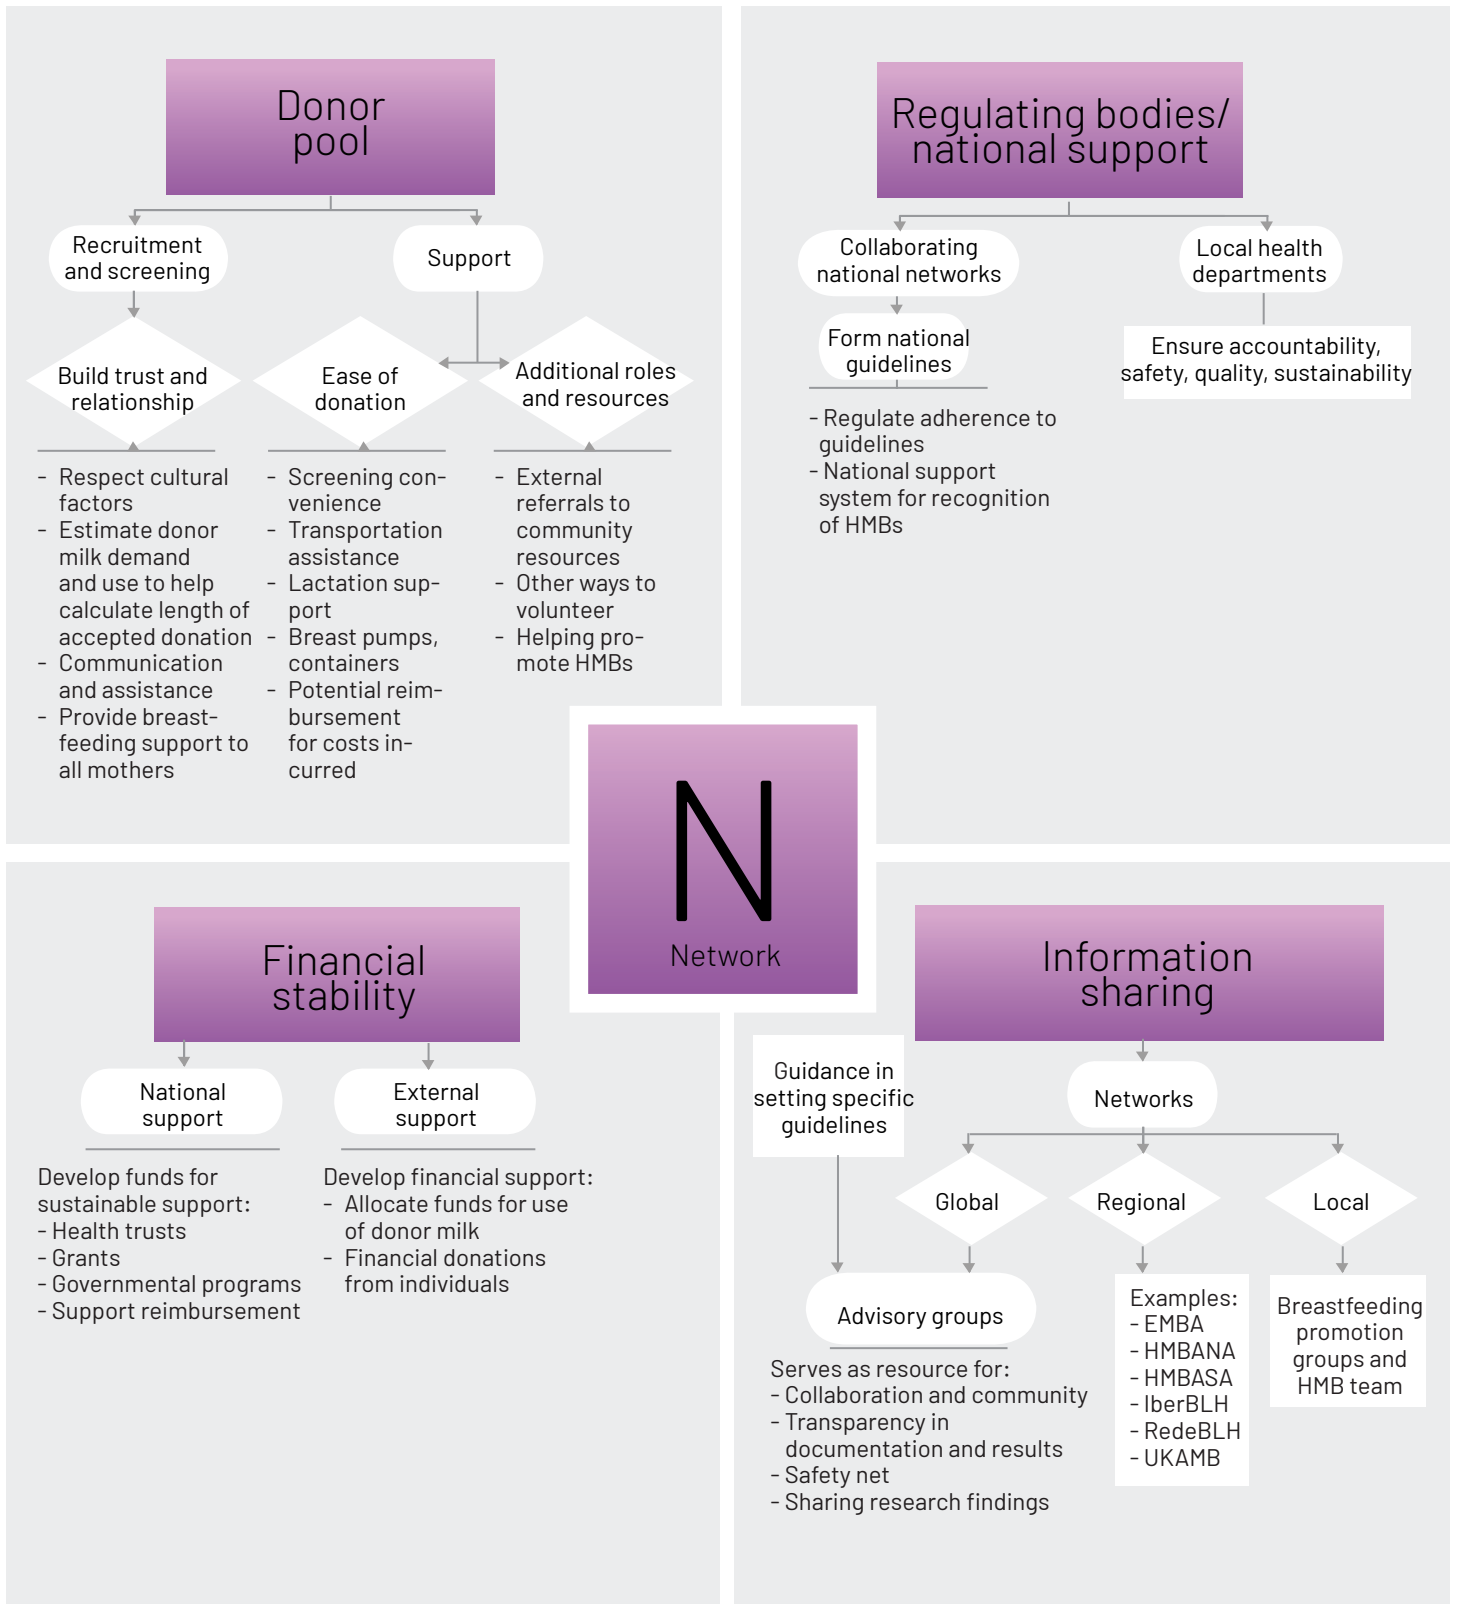 Donor
pool
Recruitment
and screening
Support
Build trust and
relationship
Ease of
donation
Additional roles
and resources
- Respect cultural
factors
- Estimate donor
milk demand
and use to help
calculate length of
accepted donation
- Communication
and assistance
- Provide breast-
feeding support to
all mothers
- Screening con-
venience
- Transportation
assistance
- Lactation sup-
port
- Breast pumps,
containers
- Potential reim-
bursement
for costs in-
curred
- External
referrals to
community
resources
- Other ways to
volunteer
- Helping pro-
mote HMBs
Regulating bodies/
national support
Collaborating
national networks
Local health
departments
Form national
guidelines
Ensure accountability,
safety, quality, sustainability
- Regulate adherence to
guidelines
- National support
system for recognition
of HMBs
N
Network
Financial
stability
National
support
External
support
Develop funds for
sustainable support:
- Health trusts
- Grants
- Governmental programs
- Support reimbursement
Develop financial support:
- Allocate funds for use
of donor milk
- Financial donations
from individuals
Information
sharing
Guidance in
setting specific
guidelines
Networks
Global
Regional
Local
Advisory groups
Serves as resource for:
- Collaboration and community
- Transparency in
documentation and results
- Safety net
- Sharing research findings
Examples:
- EMBA
- HMBANA
- HMBASA
- IberBLH
- RedeBLH
- UKAMB
Breastfeeding
promotion
groups and
HMB team